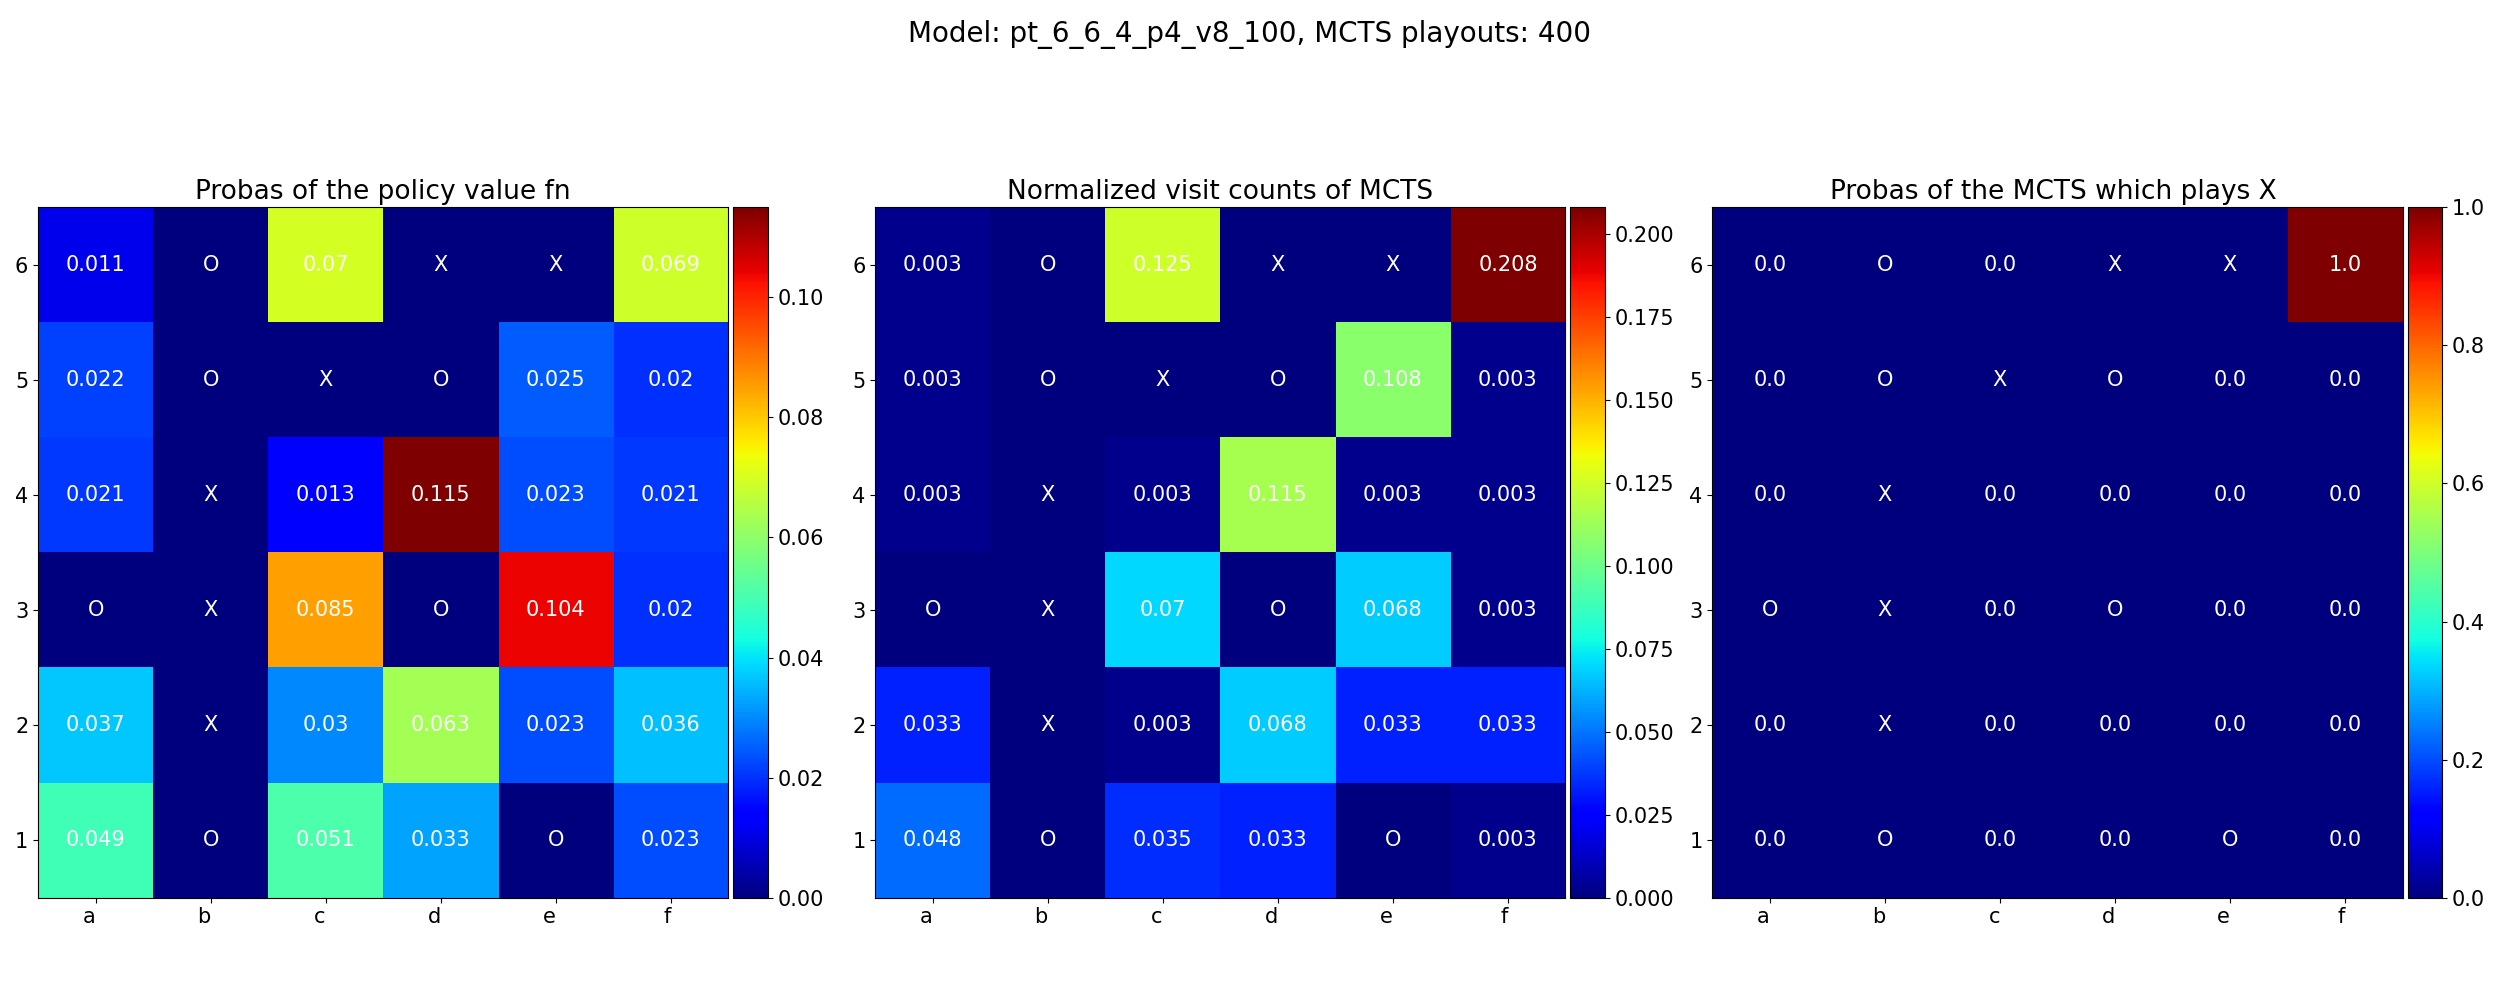 Model: pt_6_6_4_p4_v8_100, MCTS playouts: 400
Probas of the policy value fn
6 0.011 O 0.07 X X 0.069
5 0.022 O X O 0.025 0.02
4 0.021 X 0.013 0.115 0.023 0.021
3 O X 0.085 O 0.104 0.02
2 0.037 X 0.03 0.063 0.023 0.036
1 0.049 O 0.051 0.033 O 0.023
a b c d e f
0.10
0.08
0.06
0.04
0.02
0.00
Normalized visit counts of MCTS
6 0.003 O 0.125 X X 0.208
5 0.003 O X O 0.108 0.003
4 0.003 X 0.003 0.115 0.003 0.003
3 O X 0.07 O 0.068 0.003
2 0.033 X 0.003 0.068 0.033 0.033
1 0.048 O 0.035 0.033 O 0.003
a b c d e f
0.200
0.175
0.150
0.125
0.100
0.075
0.050
0.025
0.000
Probas of the MCTS which plays X
6 0.0 O 0.0 X X 1.0
5 0.0 O X O 0.0 0.0
4 0.0 X 0.0 0.0 0.0 0.0
3 O X 0.0 O 0.0 0.0
2 0.0 X 0.0 0.0 0.0 0.0
1 0.0 O 0.0 0.0 O 0.0
a b c d e f
1.0
0.8
0.6
0.4
0.2
0.0